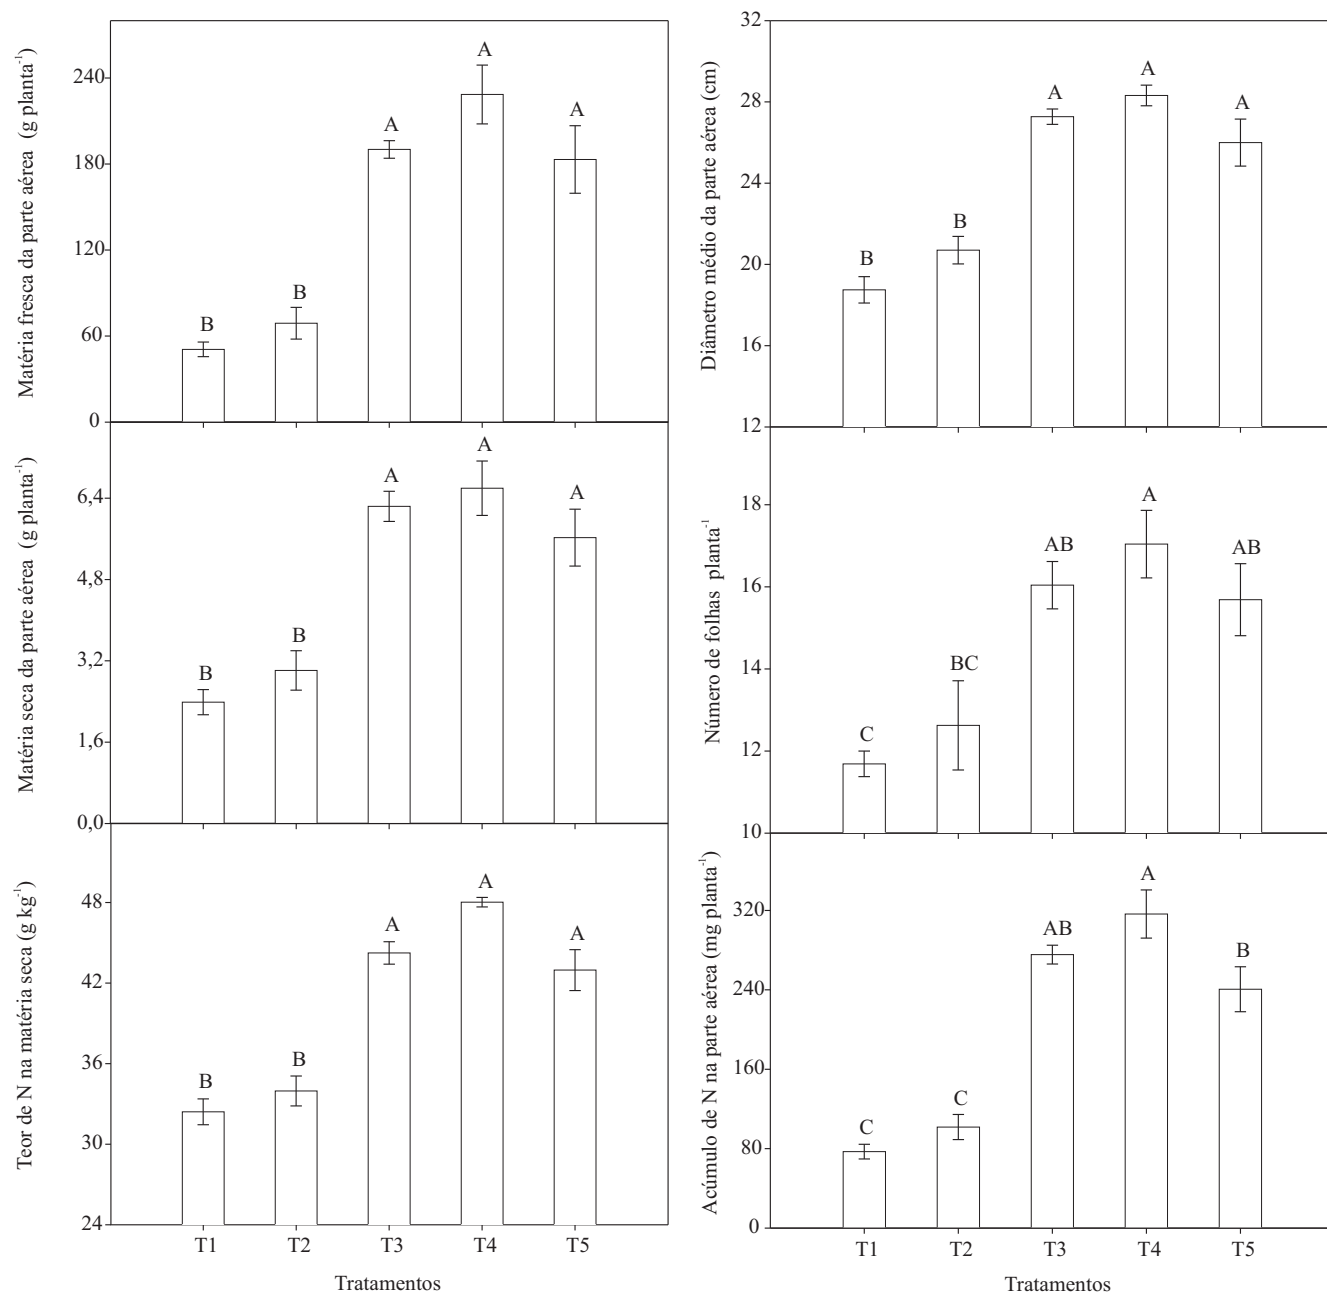 Matéria fresca da parte aérea (g planta⁻¹)
240
180
120
60
0
B
B
A
A
A
Diâmetro médio da parte aérea (cm)
32
28
24
20
16
12
B
B
A
A
A
Matéria seca da parte aérea (g planta⁻¹)
6,4
4,8
3,2
1,6
0,0
B
B
A
A
A
Número de folhas planta⁻¹
18
16
14
12
10
C
BC
AB
A
AB
Teor de N na matéria seca (g kg⁻¹)
48
42
36
30
24
B
B
A
A
A
T1 T2 T3 T4 T5
Tratamentos
Acúmulo de N na parte aérea (mg planta⁻¹)
320
240
160
80
0
C
C
AB
A
B
T1 T2 T3 T4 T5
Tratamentos